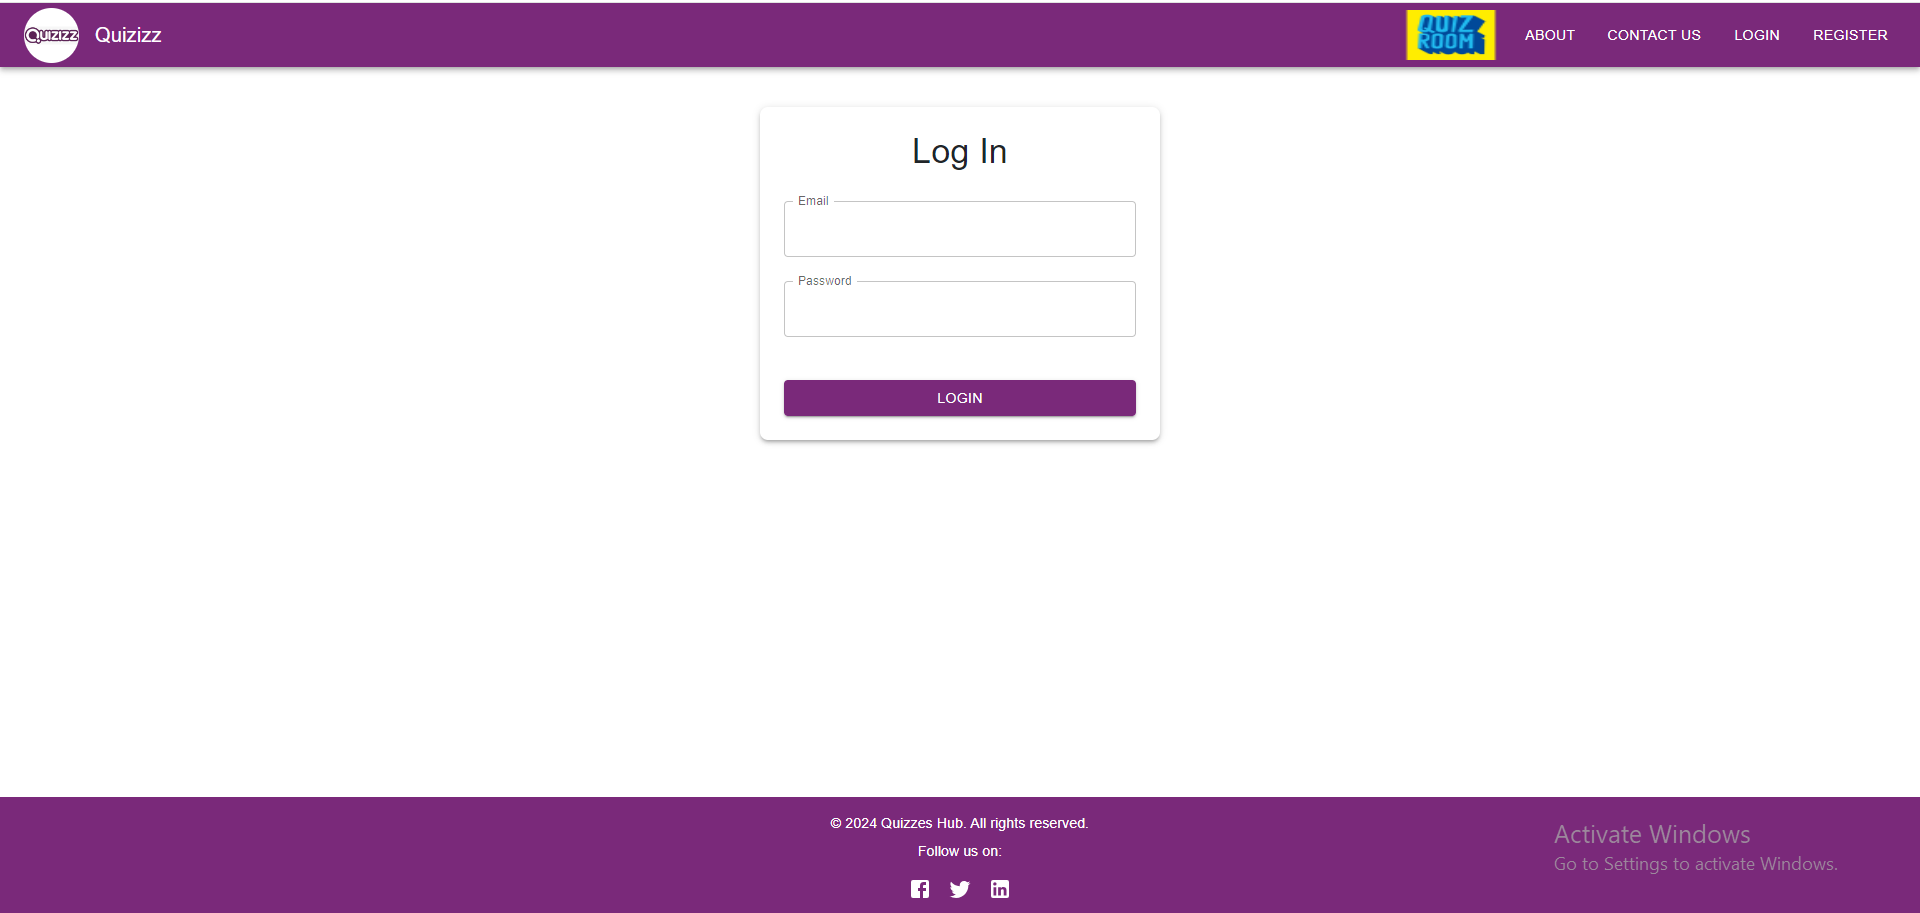 QUIZIZZ
Quizizz
QUIZ
ROOM
ABOUT
CONTACT US
LOGIN
REGISTER
Log In
Email
Password
LOGIN
© 2024 Quizzes Hub. All rights reserved.
Follow us on:
Activate Windows
Go to Settings to activate Windows.